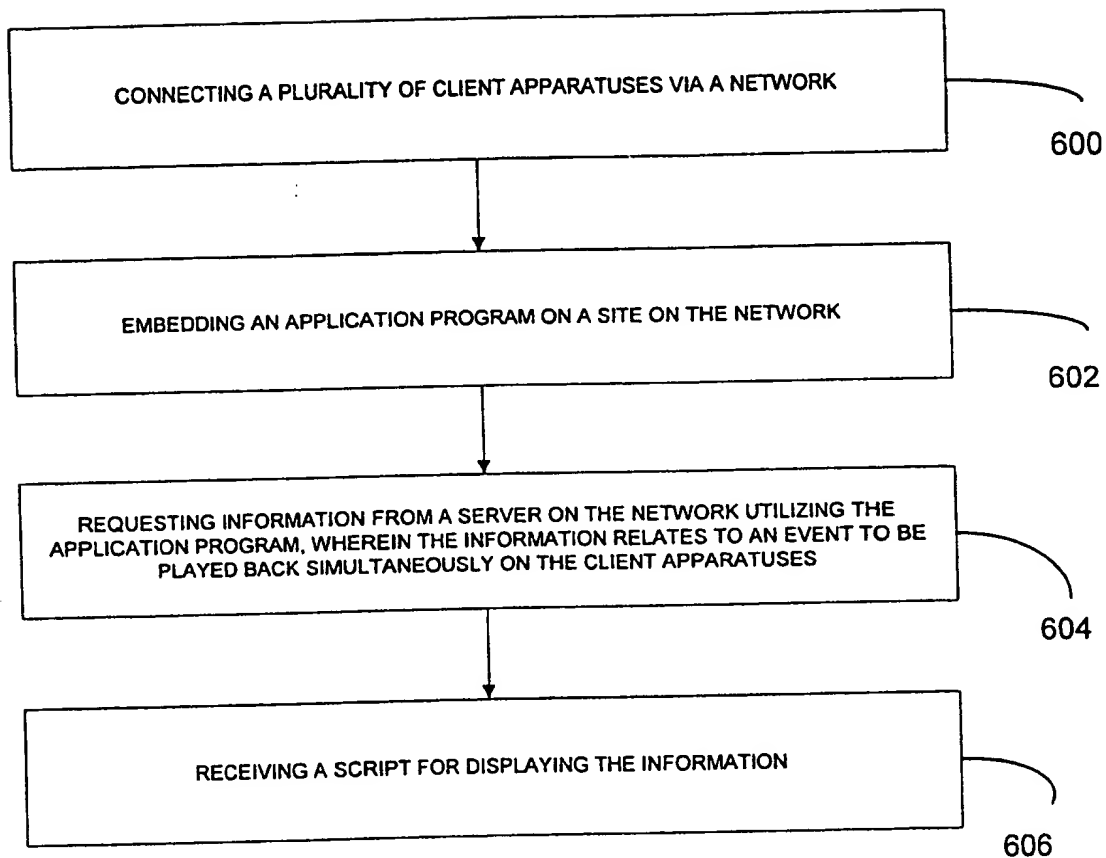 CONNECTING A PLURALITY OF CLIENT APPARATUSES VIA A NETWORK
600
EMBEDDING AN APPLICATION PROGRAM ON A SITE ON THE NETWORK
602
REQUESTING INFORMATION FROM A SERVER ON THE NETWORK UTILIZING THE
APPLICATION PROGRAM, WHEREIN THE INFORMATION RELATES TO AN EVENT TO BE
PLAYED BACK SIMULTANEOUSLY ON THE CLIENT APPARATUSES
604
RECEIVING A SCRIPT FOR DISPLAYING THE INFORMATION
606